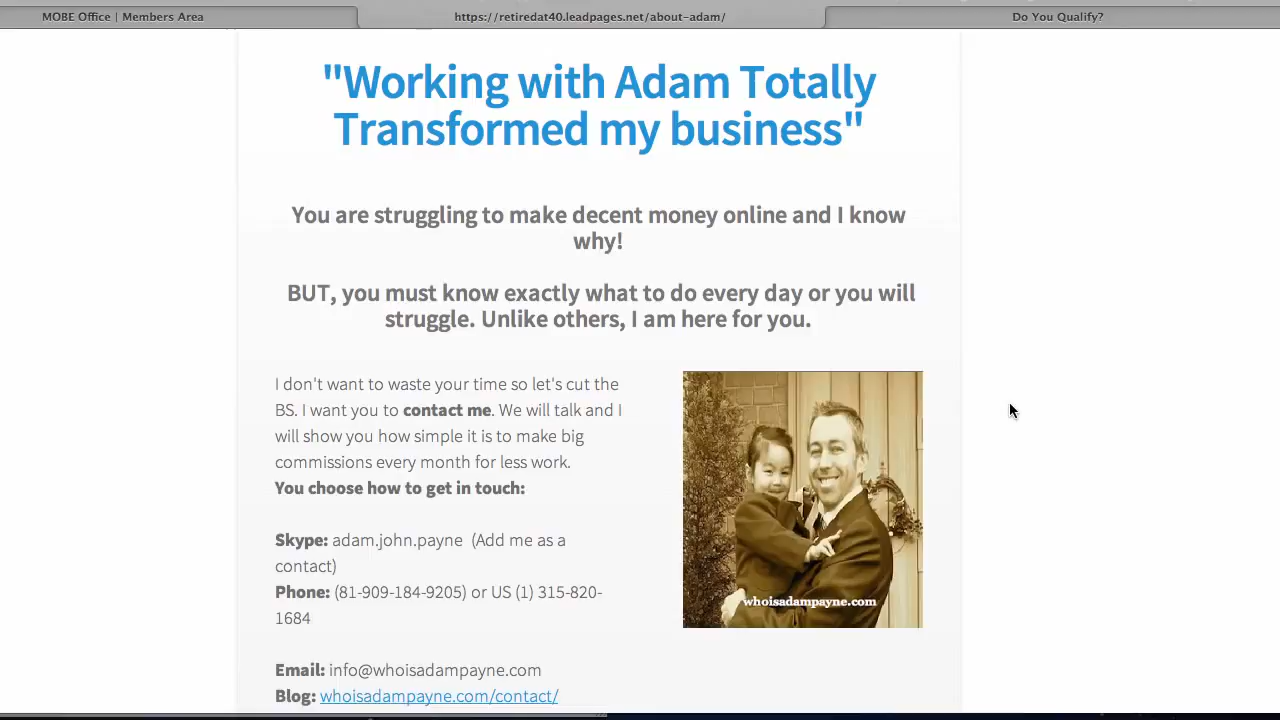 MOBE Office | Members Area
https://retiredat40.leadpages.net/about-adam/
Do You Qualify?
"Working with Adam Totally
Transformed my business"
You are struggling to make decent money online and I know
why!
BUT, you must know exactly what to do every day or you will
struggle. Unlike others, I am here for you.
I don't want to waste your time so let's cut the
BS. I want you to contact me. We will talk and I
will show you how simple it is to make big
commissions every month for less work.
You choose how to get in touch:
Skype: adam.john.payne (Add me as a
contact)
Phone: (81-909-184-9205) or US (1) 315-820-
1684
Email: info@whoisadampayne.com
Blog: whoisadampayne.com/contact/
whoisadampayne.com